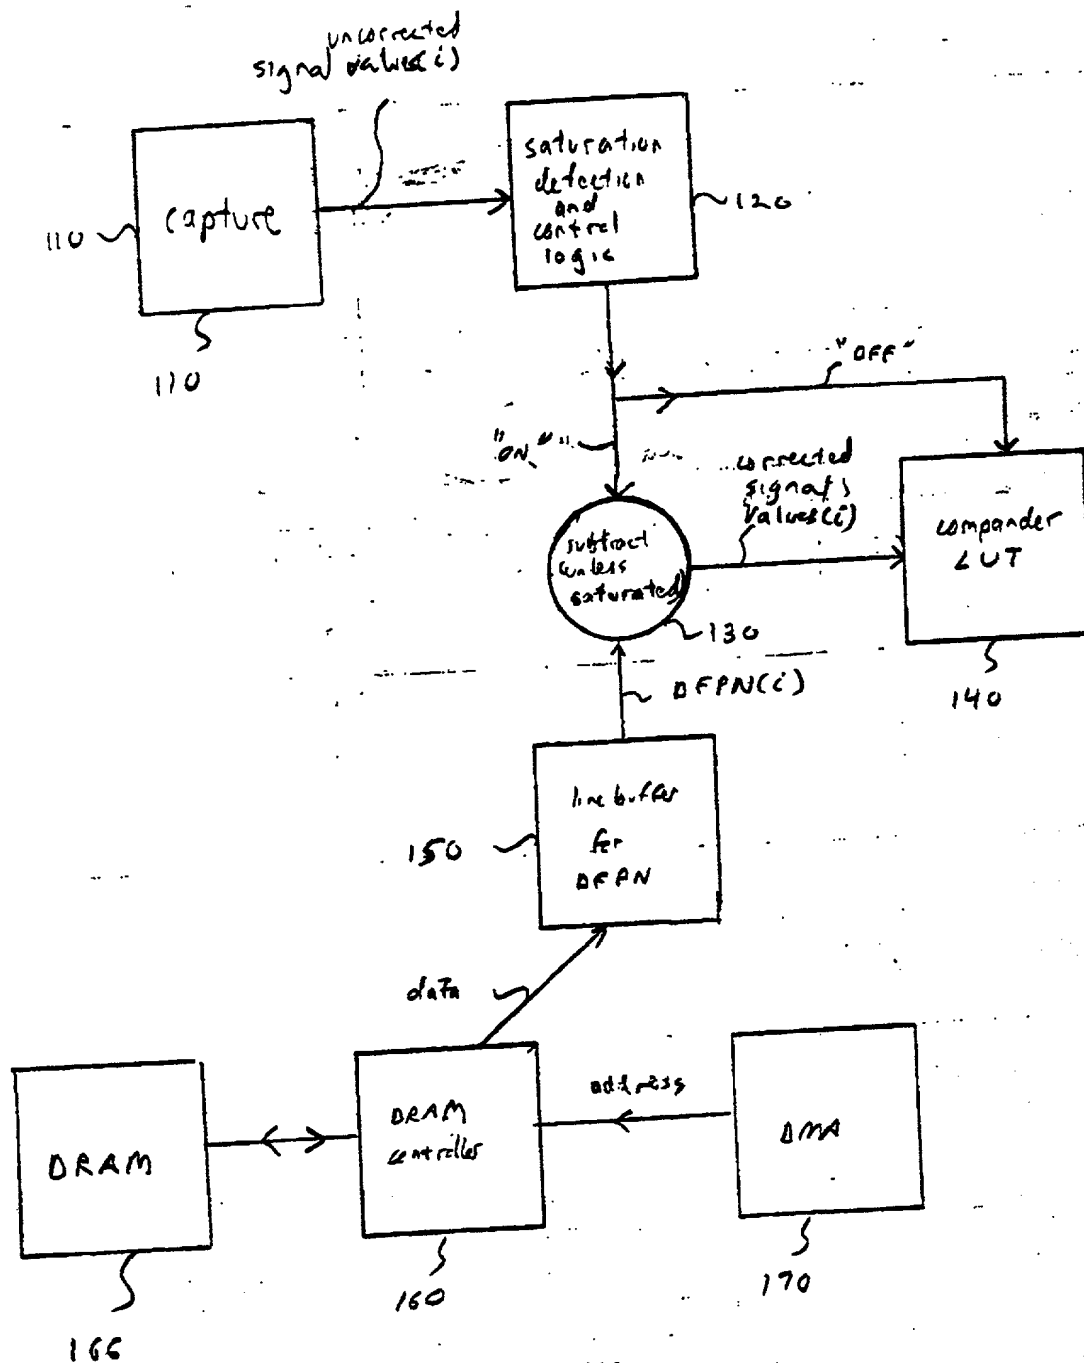 uncorrected
signal values(i)
capture
110
110
saturation
detection
and
control
logic
120
"OFF"
"ON"
corrected
signals
values(i)
subtract
(unless
saturated)
130
compander
LUT
140
DFPN(i)
line buffer
for
DFPN
150
data
DRAM
166
DRAM
controller
160
address
DMA
170